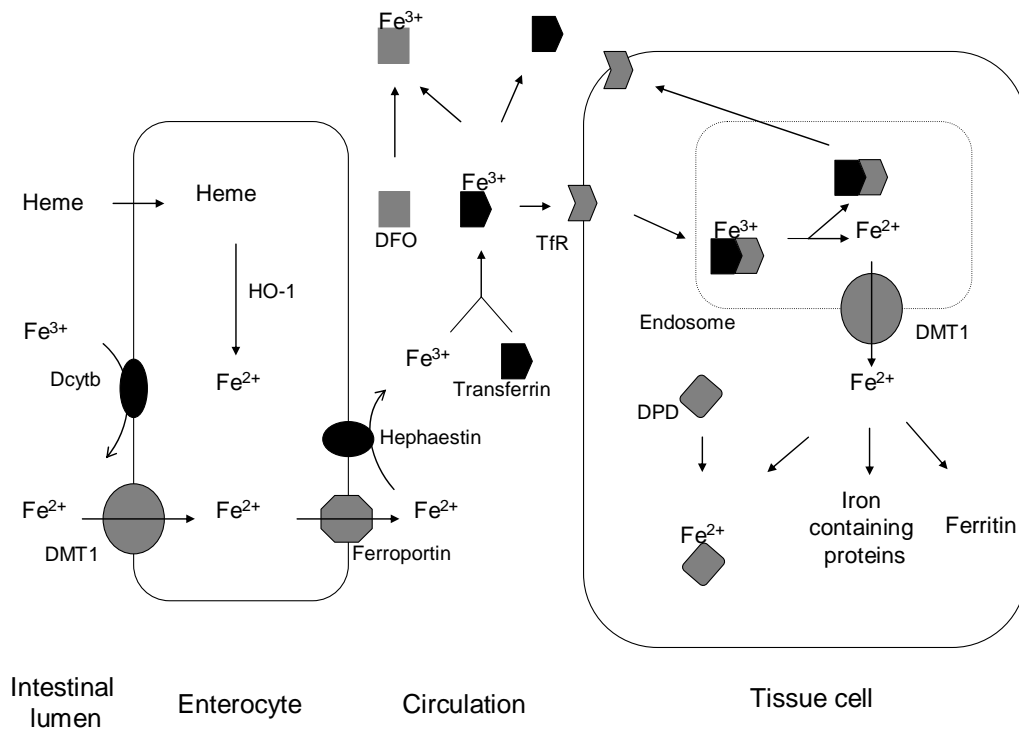 Fe³⁺
Fe³⁺
Heme
Heme
DFO
TfR
Fe³⁺
Fe²⁺
HO-1
Endosome
DMT1
Fe³⁺
Fe³⁺
Dcytb
Fe²⁺
Transferrin
Fe²⁺
DPD
Hephaestin
Fe²⁺
Fe²⁺
Fe²⁺
DMT1
Ferroportin
Fe²⁺
Iron
containing
proteins
Ferritin
Intestinal
lumen
Enterocyte
Circulation
Tissue cell